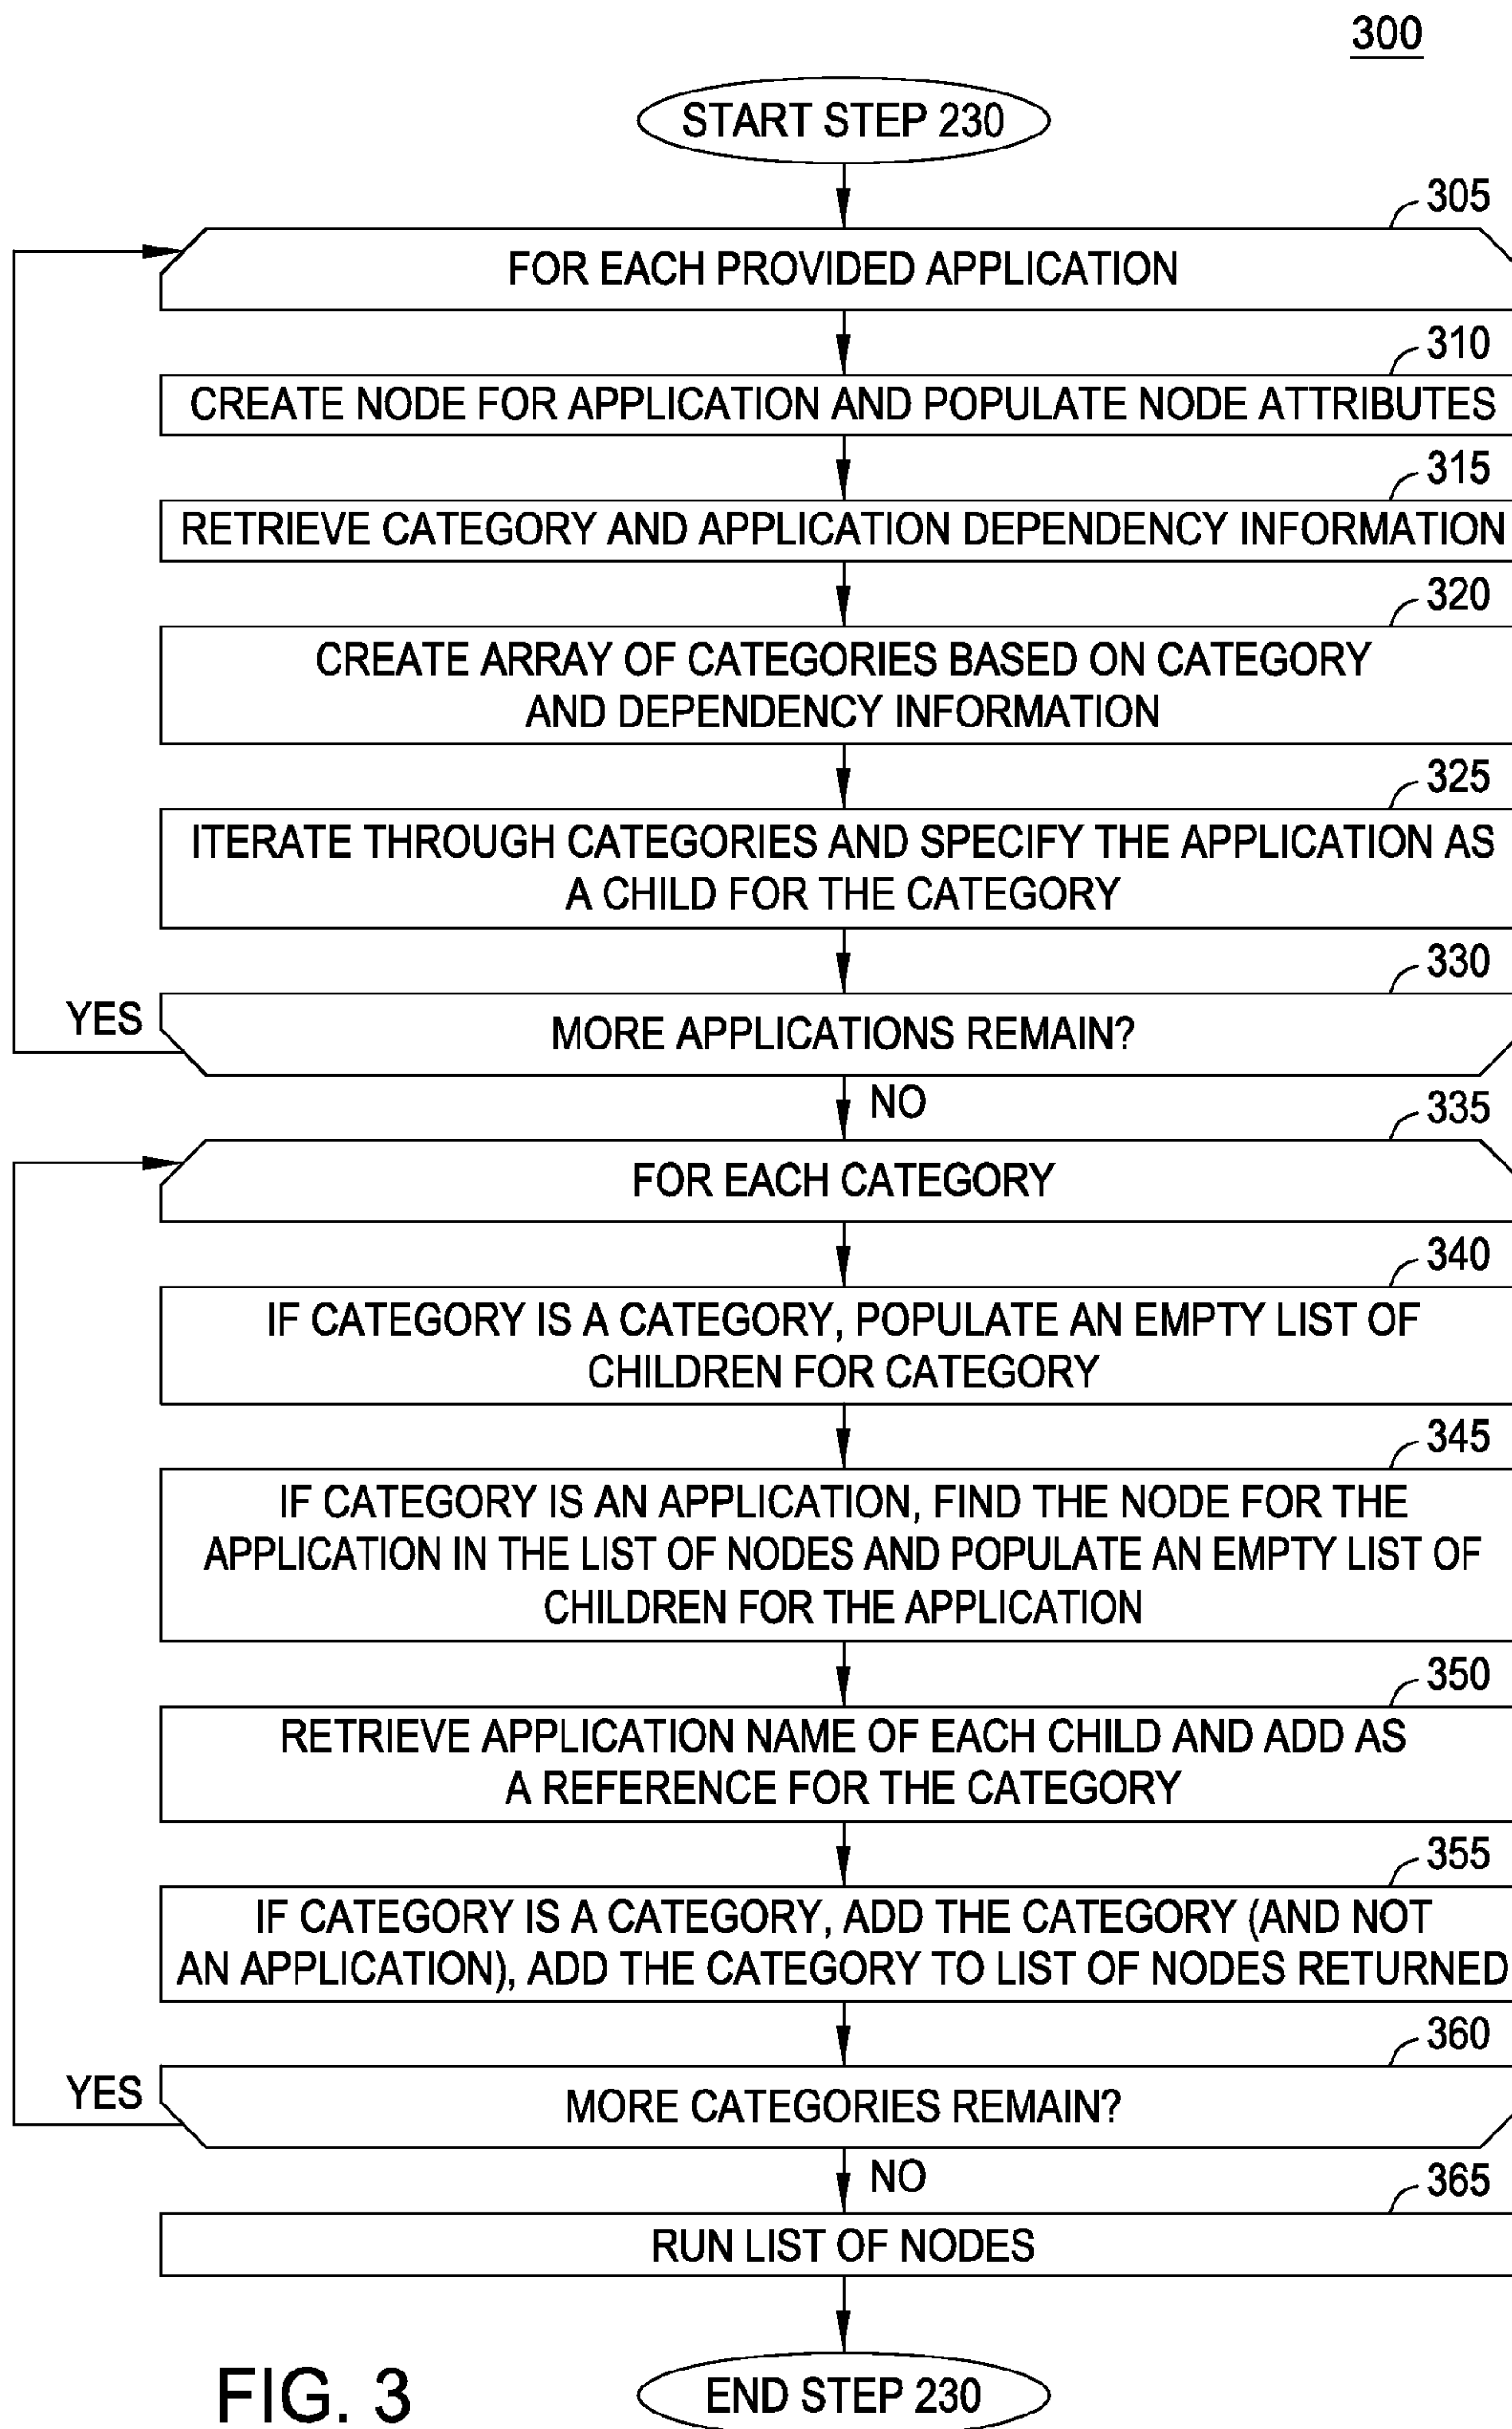 300
START STEP 230
305
FOR EACH PROVIDED APPLICATION
310
CREATE NODE FOR APPLICATION AND POPULATE NODE ATTRIBUTES
315
RETRIEVE CATEGORY AND APPLICATION DEPENDENCY INFORMATION
320
CREATE ARRAY OF CATEGORIES BASED ON CATEGORY
AND DEPENDENCY INFORMATION
325
ITERATE THROUGH CATEGORIES AND SPECIFY THE APPLICATION AS
A CHILD FOR THE CATEGORY
330
YES
MORE APPLICATIONS REMAIN?
NO
335
FOR EACH CATEGORY
340
IF CATEGORY IS A CATEGORY, POPULATE AN EMPTY LIST OF
CHILDREN FOR CATEGORY
345
IF CATEGORY IS AN APPLICATION, FIND THE NODE FOR THE
APPLICATION IN THE LIST OF NODES AND POPULATE AN EMPTY LIST OF
CHILDREN FOR THE APPLICATION
350
RETRIEVE APPLICATION NAME OF EACH CHILD AND ADD AS
A REFERENCE FOR THE CATEGORY
355
IF CATEGORY IS A CATEGORY, ADD THE CATEGORY (AND NOT
AN APPLICATION), ADD THE CATEGORY TO LIST OF NODES RETURNED
360
YES
MORE CATEGORIES REMAIN?
NO
365
RUN LIST OF NODES
END STEP 230
FIG. 3